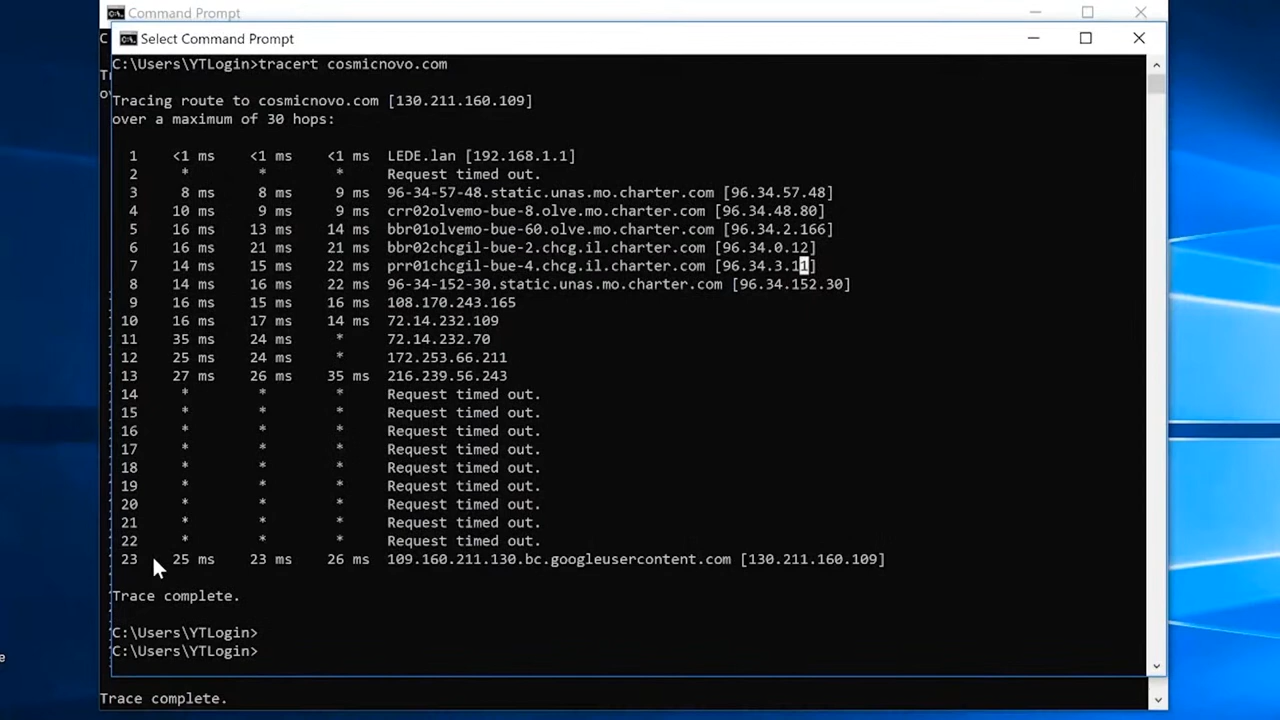 Command Prompt
Select Command Prompt
C:\Users\YTLogin>tracert cosmicnovo.com
Tracing route to cosmicnovo.com [130.211.160.109]
over a maximum of 30 hops:
1 <1 ms <1 ms <1 ms LEDE.lan [192.168.1.1]
2 * * * Request timed out.
3 8 ms 8 ms 9 ms 96-34-57-48.static.unas.mo.charter.com [96.34.57.48]
4 10 ms 9 ms 9 ms crr02olvemo-bue-8.olve.mo.charter.com [96.34.48.80]
5 16 ms 13 ms 14 ms bbr01olvemo-bue-60.olve.mo.charter.com [96.34.2.166]
6 16 ms 21 ms 21 ms bbr02chcgil-bue-2.chcg.il.charter.com [96.34.0.12]
7 14 ms 15 ms 22 ms prr01chcgil-bue-4.chcg.il.charter.com [96.34.3.11]
8 14 ms 16 ms 22 ms 96-34-152-30.static.unas.mo.charter.com [96.34.152.30]
9 16 ms 15 ms 16 ms 108.170.243.165
10 16 ms 17 ms 14 ms 72.14.232.109
11 35 ms 24 ms * 72.14.232.70
12 25 ms 24 ms * 172.253.66.211
13 27 ms 26 ms 35 ms 216.239.56.243
14 * * * Request timed out.
15 * * * Request timed out.
16 * * * Request timed out.
17 * * * Request timed out.
18 * * * Request timed out.
19 * * * Request timed out.
20 * * * Request timed out.
21 * * * Request timed out.
22 * * * Request timed out.
23 25 ms 23 ms 26 ms 109.160.211.130.bc.googleusercontent.com [130.211.160.109]
Trace complete.
C:\Users\YTLogin>
C:\Users\YTLogin>
Trace complete.